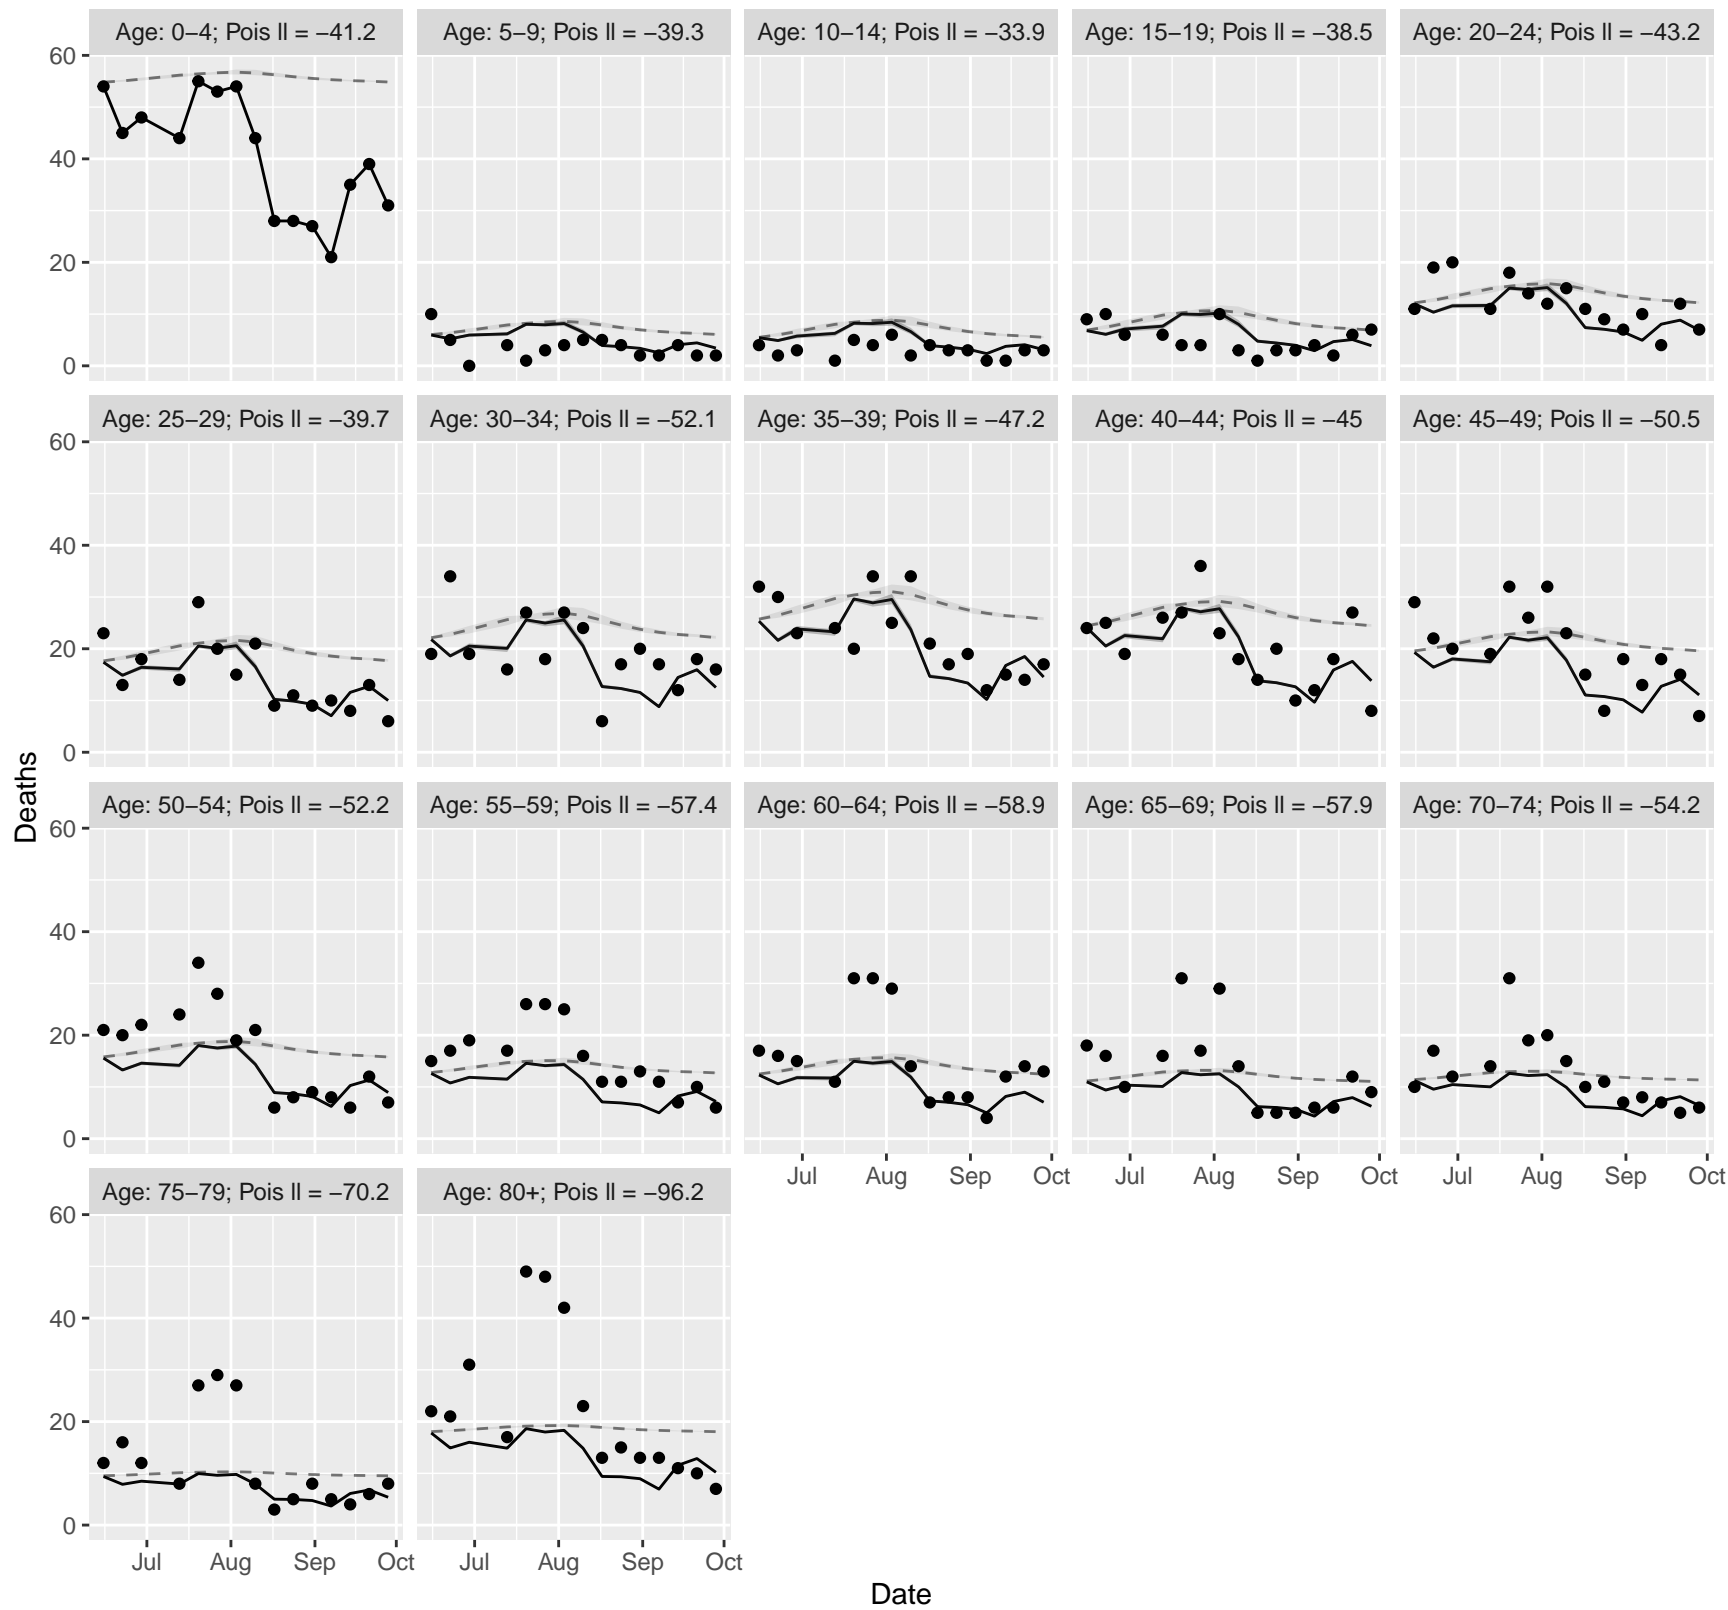 Age: 0−4; Pois ll = −41.2
Age: 5−9; Pois ll = −39.3
Age: 10−14; Pois ll = −33.9
Age: 15−19; Pois ll = −38.5
Age: 20−24; Pois ll = −43.2
60
40
20
0
Age: 25−29; Pois ll = −39.7
Age: 30−34; Pois ll = −52.1
Age: 35−39; Pois ll = −47.2
Age: 40−44; Pois ll = −45
Age: 45−49; Pois ll = −50.5
60
40
20
0
Deaths
Age: 50−54; Pois ll = −52.2
Age: 55−59; Pois ll = −57.4
Age: 60−64; Pois ll = −58.9
Age: 65−69; Pois ll = −57.9
Age: 70−74; Pois ll = −54.2
60
40
20
0
Jul Aug Sep Oct
Jul Aug Sep Oct
Jul Aug Sep Oct
Age: 75−79; Pois ll = −70.2
Age: 80+; Pois ll = −96.2
60
40
20
0
Jul Aug Sep Oct
Jul Aug Sep Oct
Date